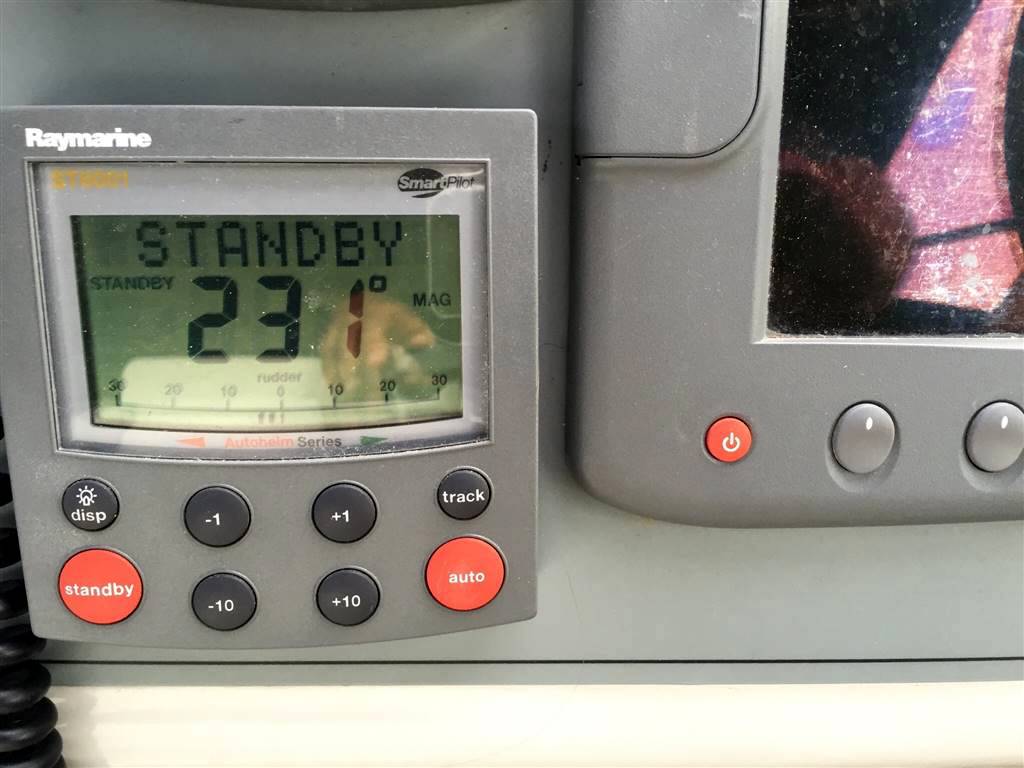 Raymarine
ST6001
SmartPilot
STANDBY
STANDBY 231° MAG
rudder
30 20 10 0 10 20 30
Autohelm Series
disp -1 +1 track
standby -10 +10 auto